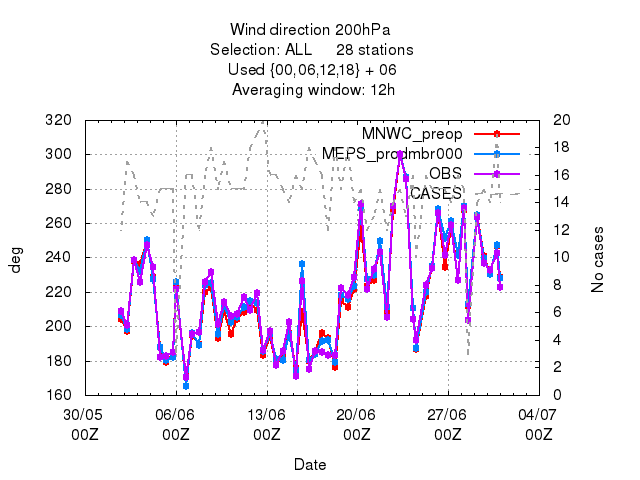 Wind direction 200hPa
Selection: ALL 28 stations
Used {00,06,12,18} + 06
Averaging window: 12h
320 20
MNWC_preop
18
300 MEPS_prodmbr000
16
OBS
280 CASES
14
260 12
240 10
deg
No cases
220 8
6
200
4
180
2
160 0
30/05 06/06 13/06 20/06 27/06 04/07
00Z 00Z 00Z 00Z 00Z 00Z
Date